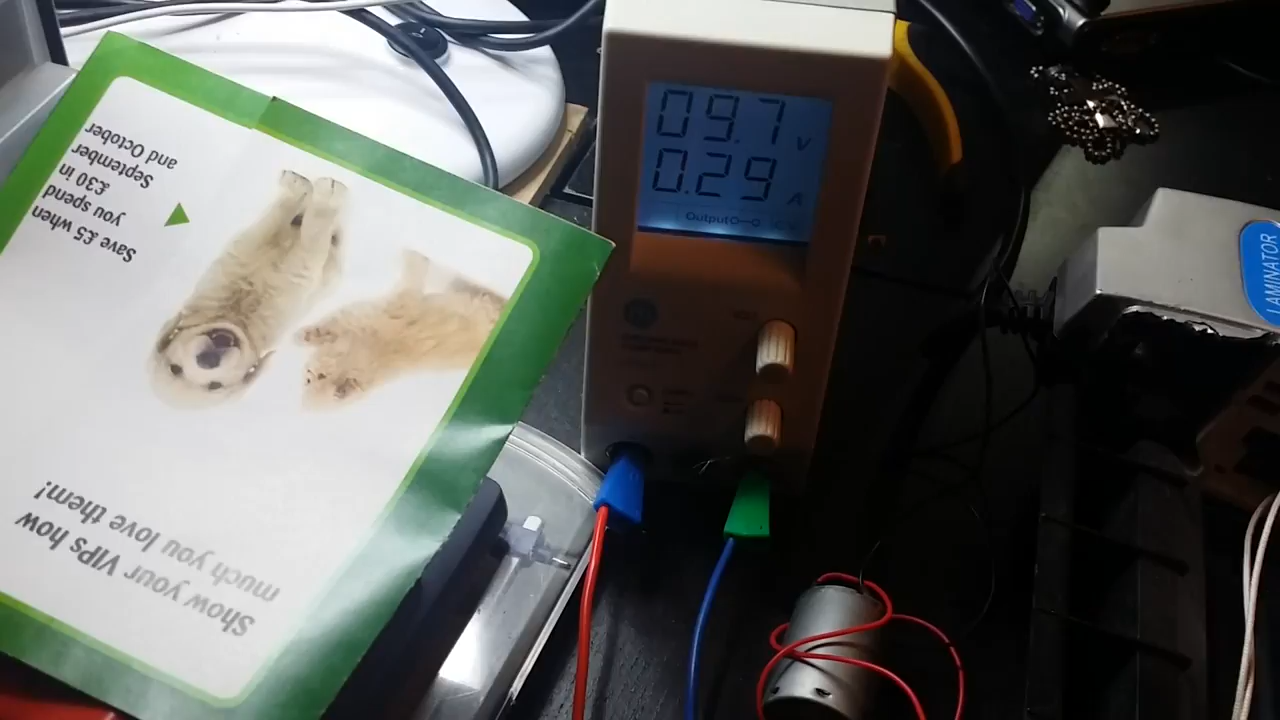 09.7 V
0.29 A
Output
LAMINATOR
Show your VIPs how
much you love them!
Save £5 when
you spend
£30 in
September
and October